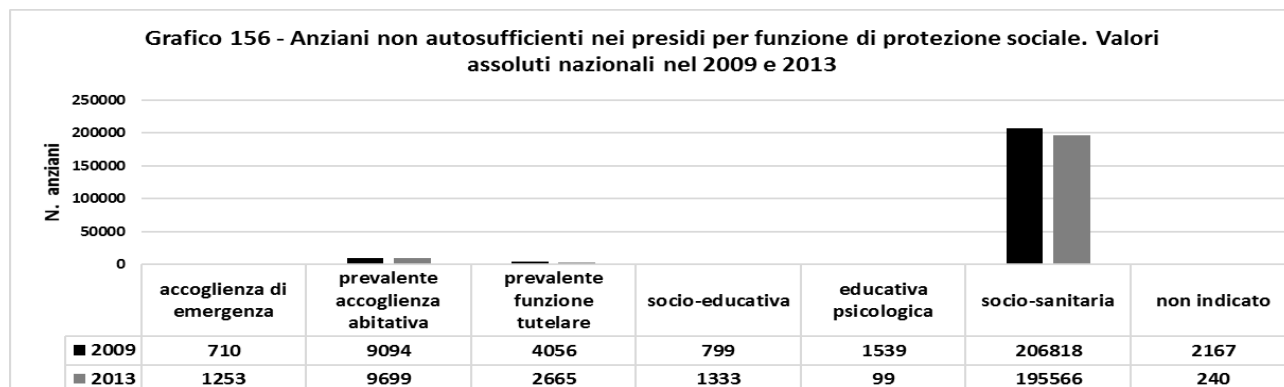 Grafico 156 - Anziani non autosufficienti nei presidi per funzione di protezione sociale. Valori
assoluti nazionali nel 2009 e 2013
N. anziani
250000
200000
150000
100000
50000
0
accoglienza di
emergenza
prevalente
accoglienza
abitativa
prevalente
funzione
tutelare
socio-educativa
educativa
psicologica
socio-sanitaria
non indicato
2009 710 9094 4056 799 1539 206818 2167
2013 1253 9699 2665 1333 99 195566 240